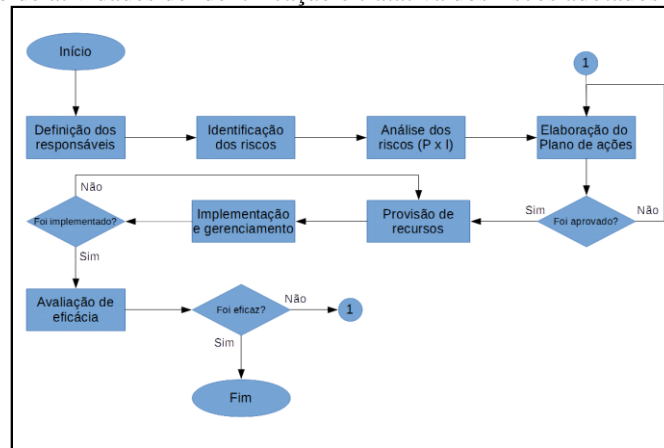 Início
1
Definição dos
responsáveis
Identificação
dos riscos
Análise dos
riscos (P x I)
Elaboração do
Plano de ações
Não
Foi implementado?
Implementação
e gerenciamento
Provisão de
recursos
Sim
Foi aprovado?
Não
Sim
Avaliação de
eficácia
Foi eficaz?
Não
1
Sim
Fim